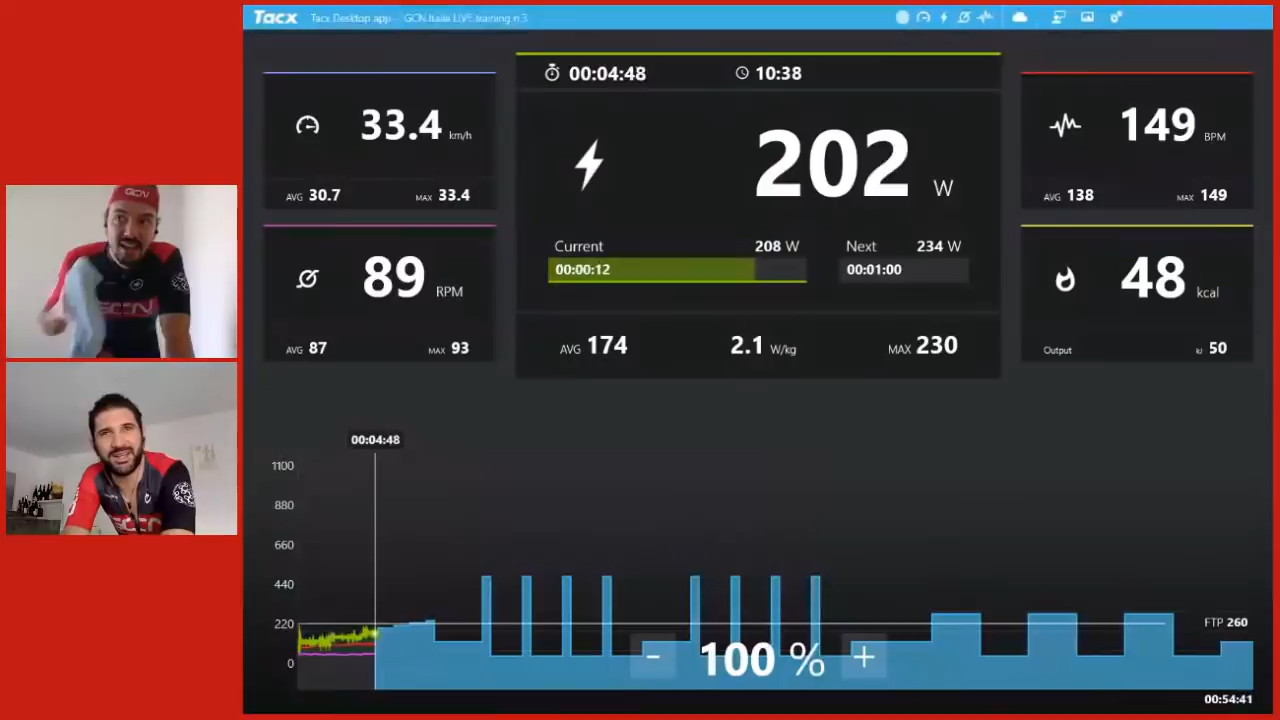 Tacx Tacx Desktop app - GCN Italia LIVE training n.3
00:04:48 10:38
33.4 km/h
AVG 30.7 MAX 33.4
202 W
149 BPM
AVG 138 MAX 149
Current 208 W Next 234 W
00:00:12 00:01:00
89 RPM
AVG 87 MAX 93
48 kcal
Output kJ 50
AVG 174 2.1 W/kg MAX 230
00:04:48
1100
880
660
440
220
0
FTP 260
- 100 % +
00:54:41
GCN
GCN
GCN